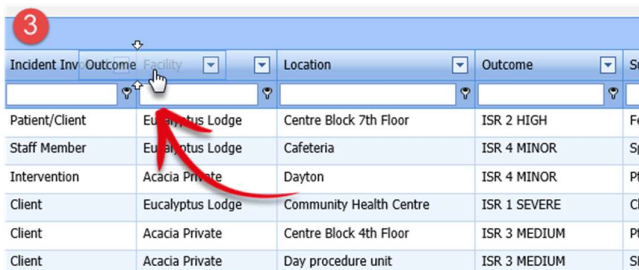 3
Incident Inv Outcome Facility Location Outcome
Patient/Client Eucalyptus Lodge Centre Block 7th Floor ISR 2 HIGH
Staff Member Eucalyptus Lodge Cafeteria ISR 4 MINOR
Intervention Acacia Private Dayton ISR 4 MINOR
Client Eucalyptus Lodge Community Health Centre ISR 1 SEVERE
Client Acacia Private Centre Block 4th Floor ISR 3 MEDIUM
Client Acacia Private Day procedure unit ISR 3 MEDIUM